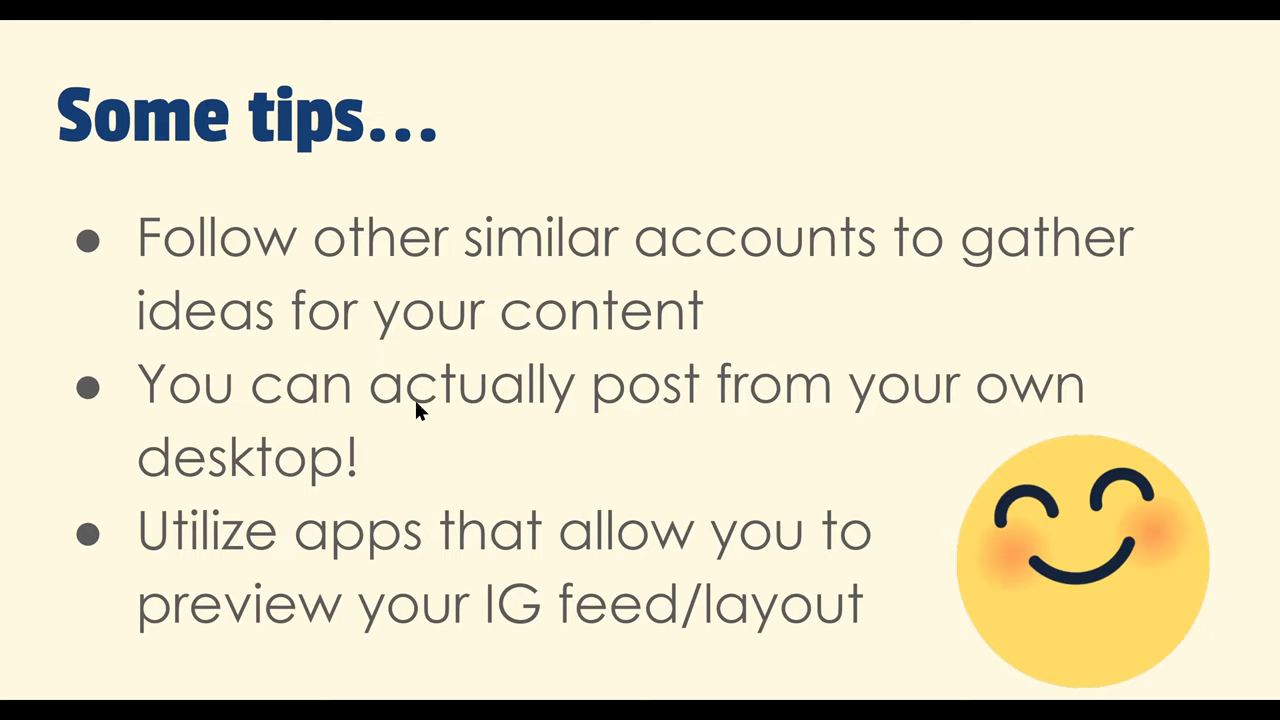 Some tips...
● Follow other similar accounts to gather
ideas for your content
● You can actually post from your own
desktop!
● Utilize apps that allow you to
preview your IG feed/layout